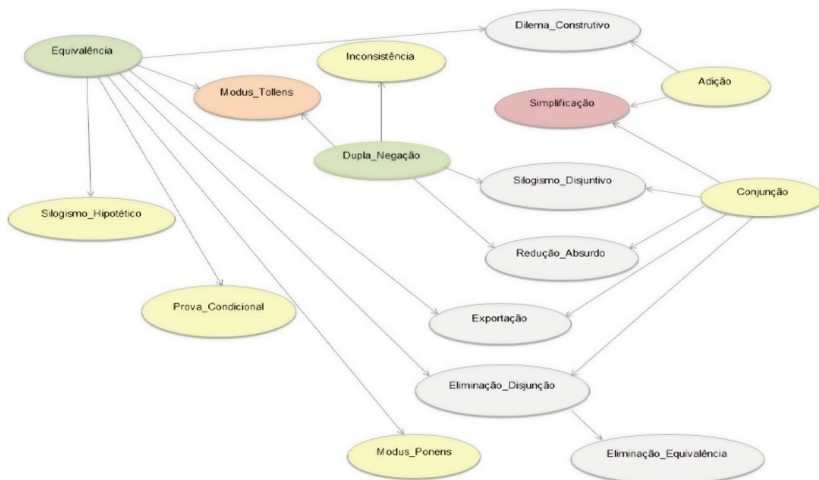 Dilema_Construtivo
Equivalência
Inconsistência
Adição
Modus_Tollens
Simplificação
Dupla_Negação
Silogismo_Disjuntivo
Conjunção
Silogismo_Hipotético
Redução_Absurdo
Prova_Condicional
Exportação
Eliminação_Disjunção
Modus_Ponens
Eliminação_Equivalência